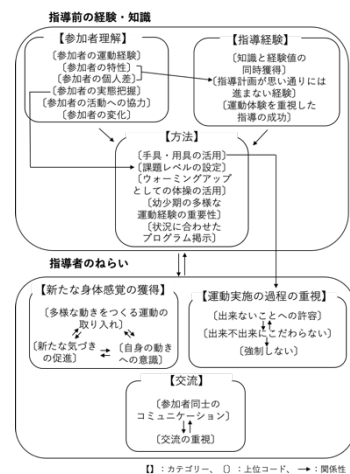 指導前の経験・知識
【参加者理解】
〔参加者の運動経験〕
〔参加者の特性〕
〔参加者の個人差〕
〔参加者の実態把握〕
〔参加者の活動への協力〕
〔参加者の変化〕
【指導経験】
〔知識と経験値の
同時獲得〕
〔指導計画が思い通りには
進まない経験〕
〔運動体験を重視した
指導の成功〕
【方法】
〔手具・用具の活用〕
〔課題レベルの設定〕
〔ウォーミングアップ
としての体操の活用〕
〔幼少期の多様な
運動経験の重要性〕
〔状況に合わせた
プログラム掲示〕
指導者のねらい
【新たな身体感覚の獲得】
〔多様な動きをつくる運動の
取り入れ〕
〔新たな気づき
の促進〕
〔自身の動き
への意識〕
【運動実施の過程の重視】
〔出来ないことへの許容〕
〔出来不出来にこだわらない〕
〔強制しない〕
【交流】
〔参加者同士の
コミュニケーション〕
〔交流の重視〕
【】:カテゴリー、〔〕:上位コード、→:関係性